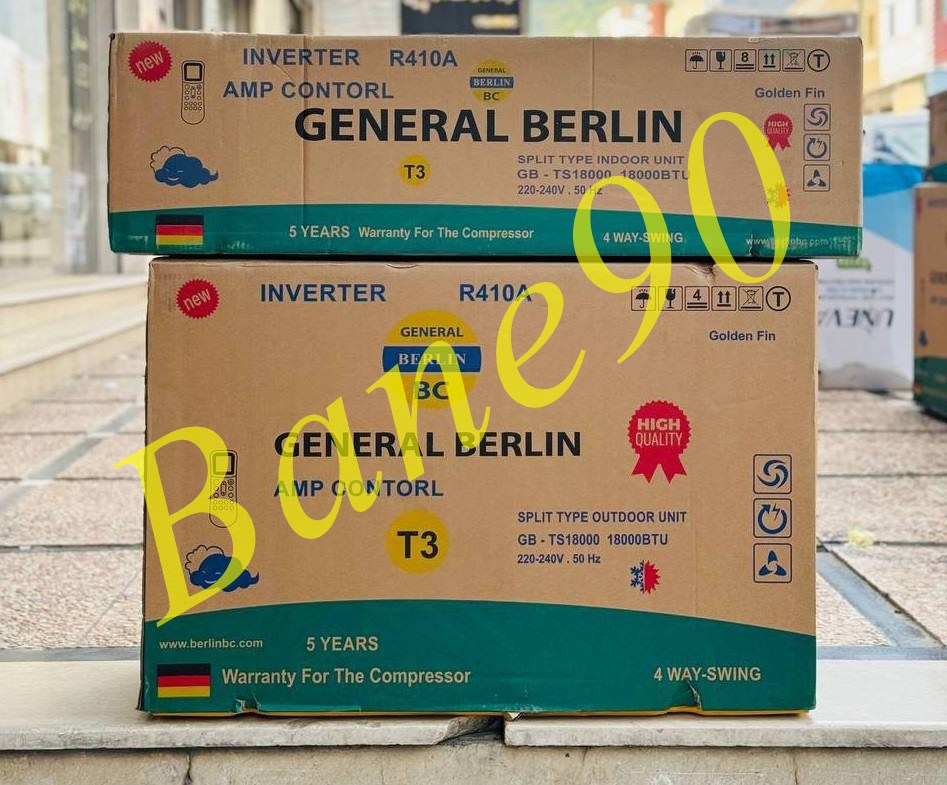 new
INVERTER R410A
GENERAL
BERLIN
BC
8
T
AMP CONTORL
Golden Fin
GENERAL BERLIN
HIGH
QUALITY
T3
SPLIT TYPE INDOOR UNIT
GB - TS18000 18000BTU
220-240V . 50 Hz
5 YEARS Warranty For The Compressor
4 WAY-SWING
new
INVERTER R410A
4
T
Golden Fin
GENERAL
BERLIN
BC
HIGH
QUALITY
GENERAL BERLIN
AMP CONTORL
T3
SPLIT TYPE OUTDOOR UNIT
GB - TS18000 18000BTU
220-240V . 50 Hz
www.berlinbc.com
5 YEARS
Warranty For The Compressor
4 WAY-SWING
Bane90